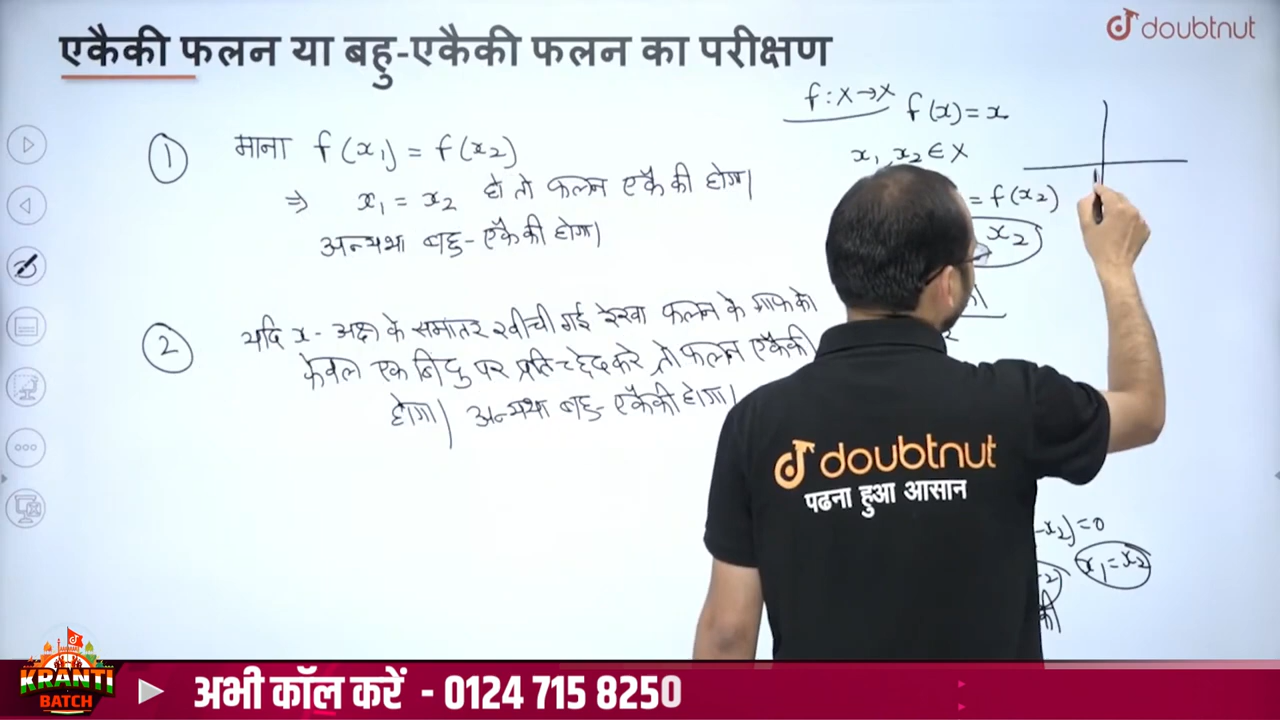 एकैकी फलन या बहु-एकैकी फलन का परीक्षण
doubtnut
f : X → X f(x) = x
x₁, x₂ ∈ X
= f(x₂)
x₂
① माना f(x₁) = f(x₂)
⇒ x₁ = x₂ हो तो फलन एकैकी होगा।
अन्यथा बहु-एकैकी होगा।
② यदि x-अक्ष के समांतर खींची गई रेखा फलन के ग्राफ को
केवल एक बिंदु पर प्रतिच्छेद करे तो फलन एकैकी
होगा। अन्यथा बहु-एकैकी होगा।
-x₂) = 0
x₁ = x₂
doubtnut
पढना हुआ आसान
KRANTI
BATCH
अभी कॉल करें - 0124 715 8250